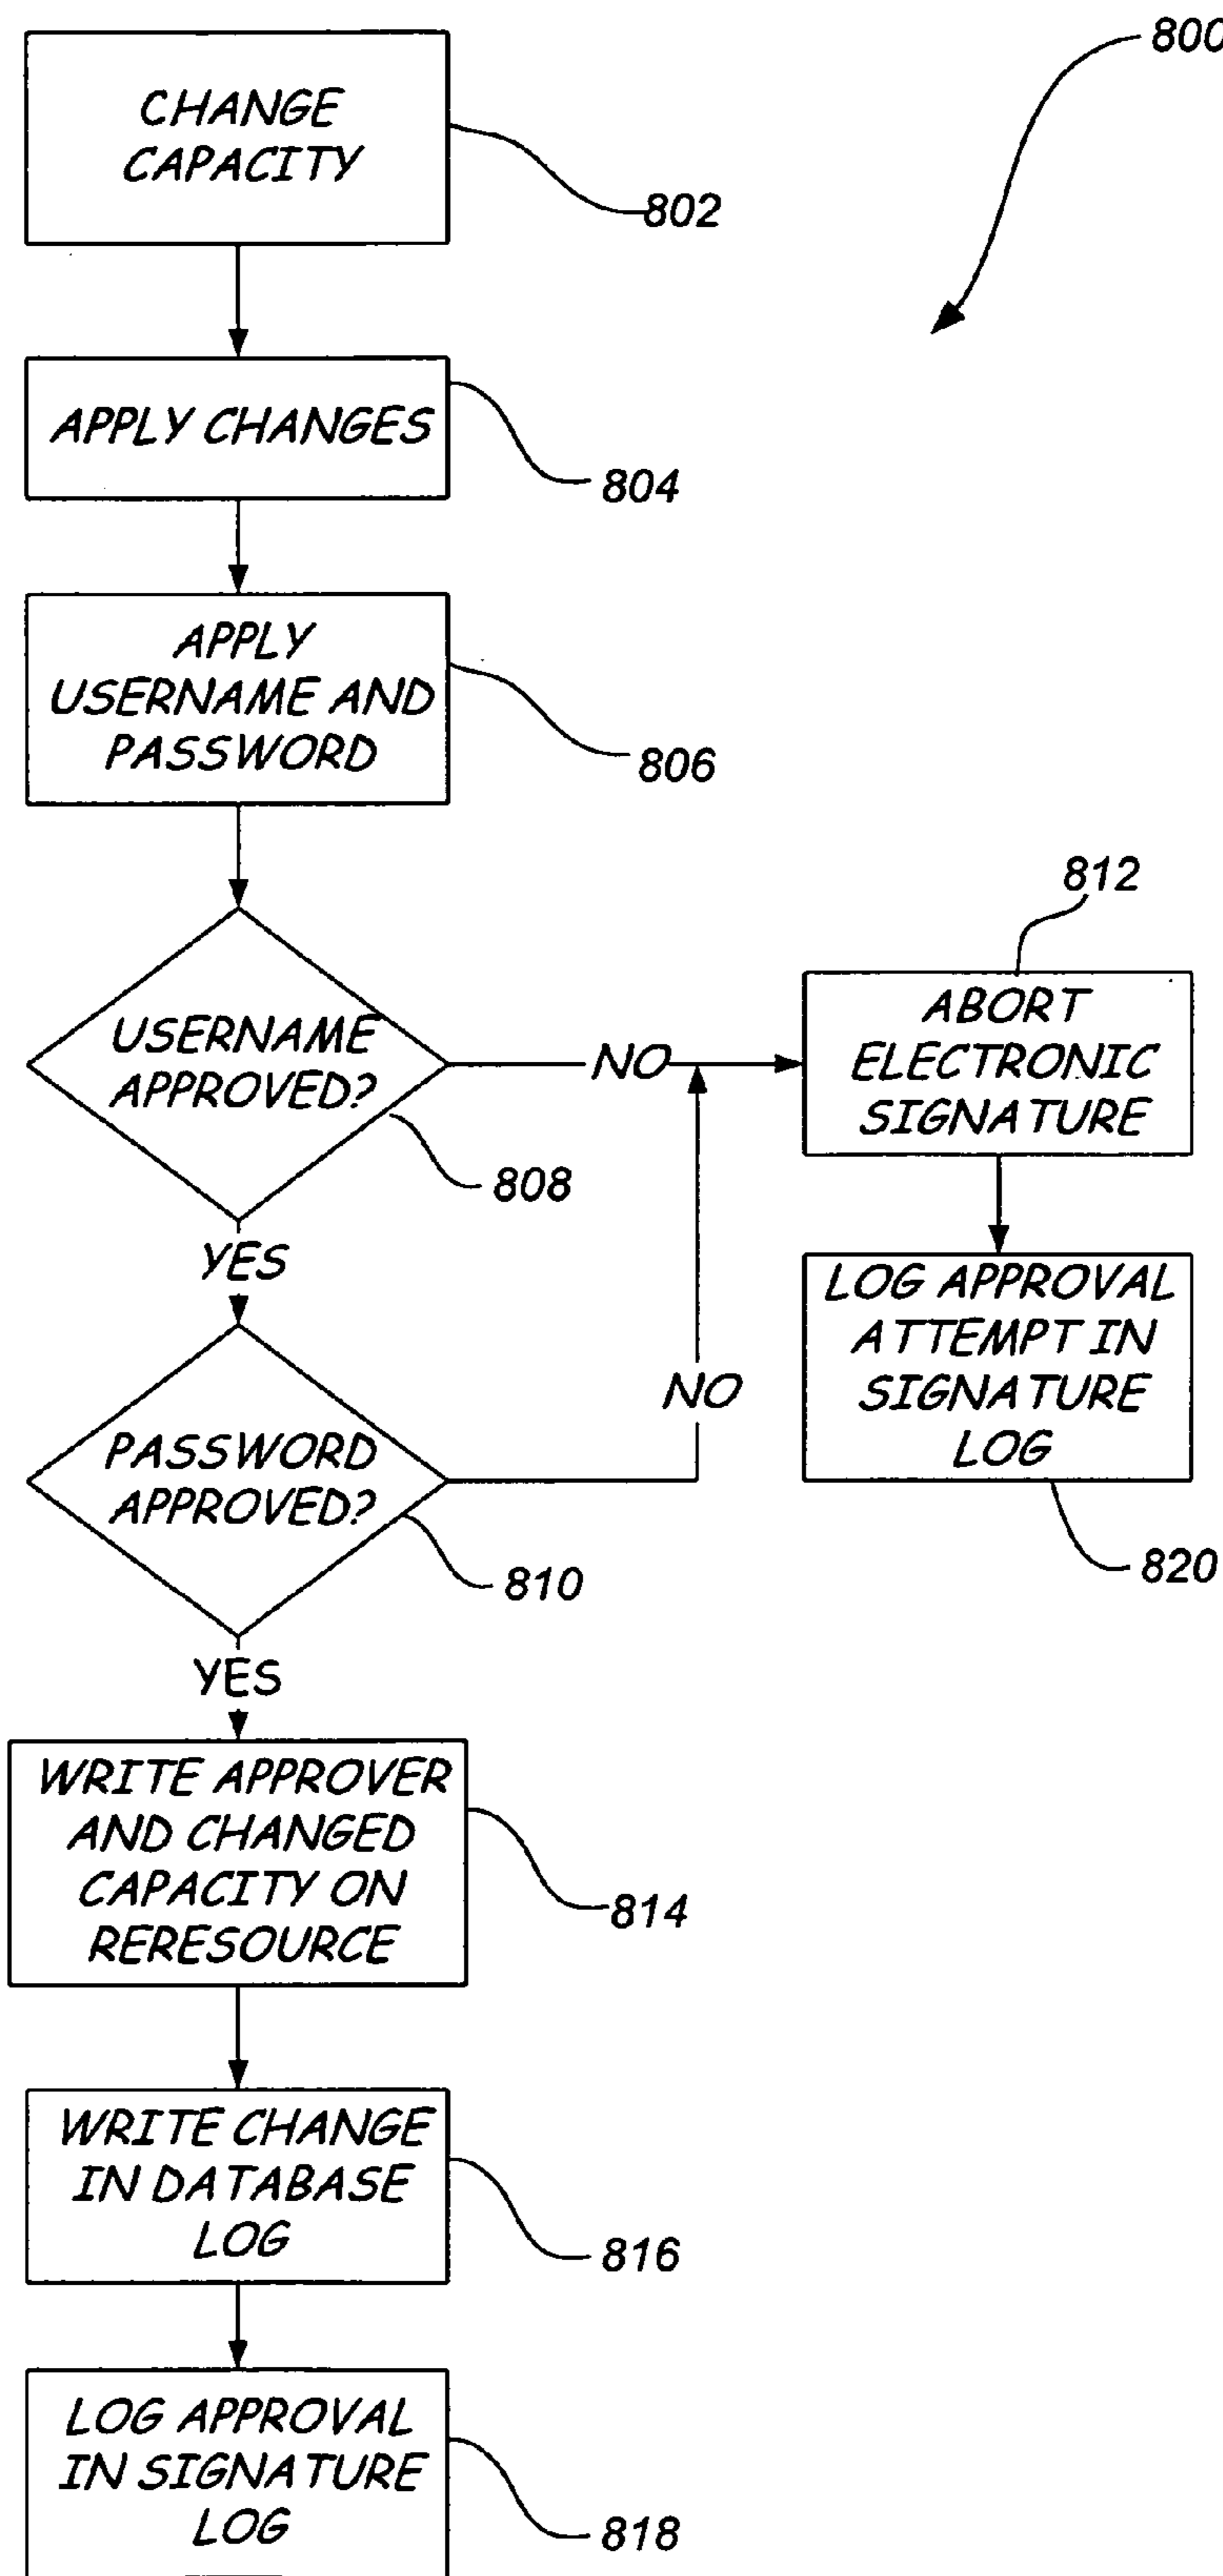 800
CHANGE
CAPACITY
802
APPLY CHANGES
804
APPLY
USERNAME AND
PASSWORD
806
USERNAME
APPROVED?
808
NO
812
ABORT
ELECTRONIC
SIGNATURE
YES
LOG APPROVAL
ATTEMPT IN
SIGNATURE
LOG
820
PASSWORD
APPROVED?
810
NO
YES
WRITE APPROVER
AND CHANGED
CAPACITY ON
RERESOURCE
814
WRITE CHANGE
IN DATABASE
LOG
816
LOG APPROVAL
IN SIGNATURE
LOG
818